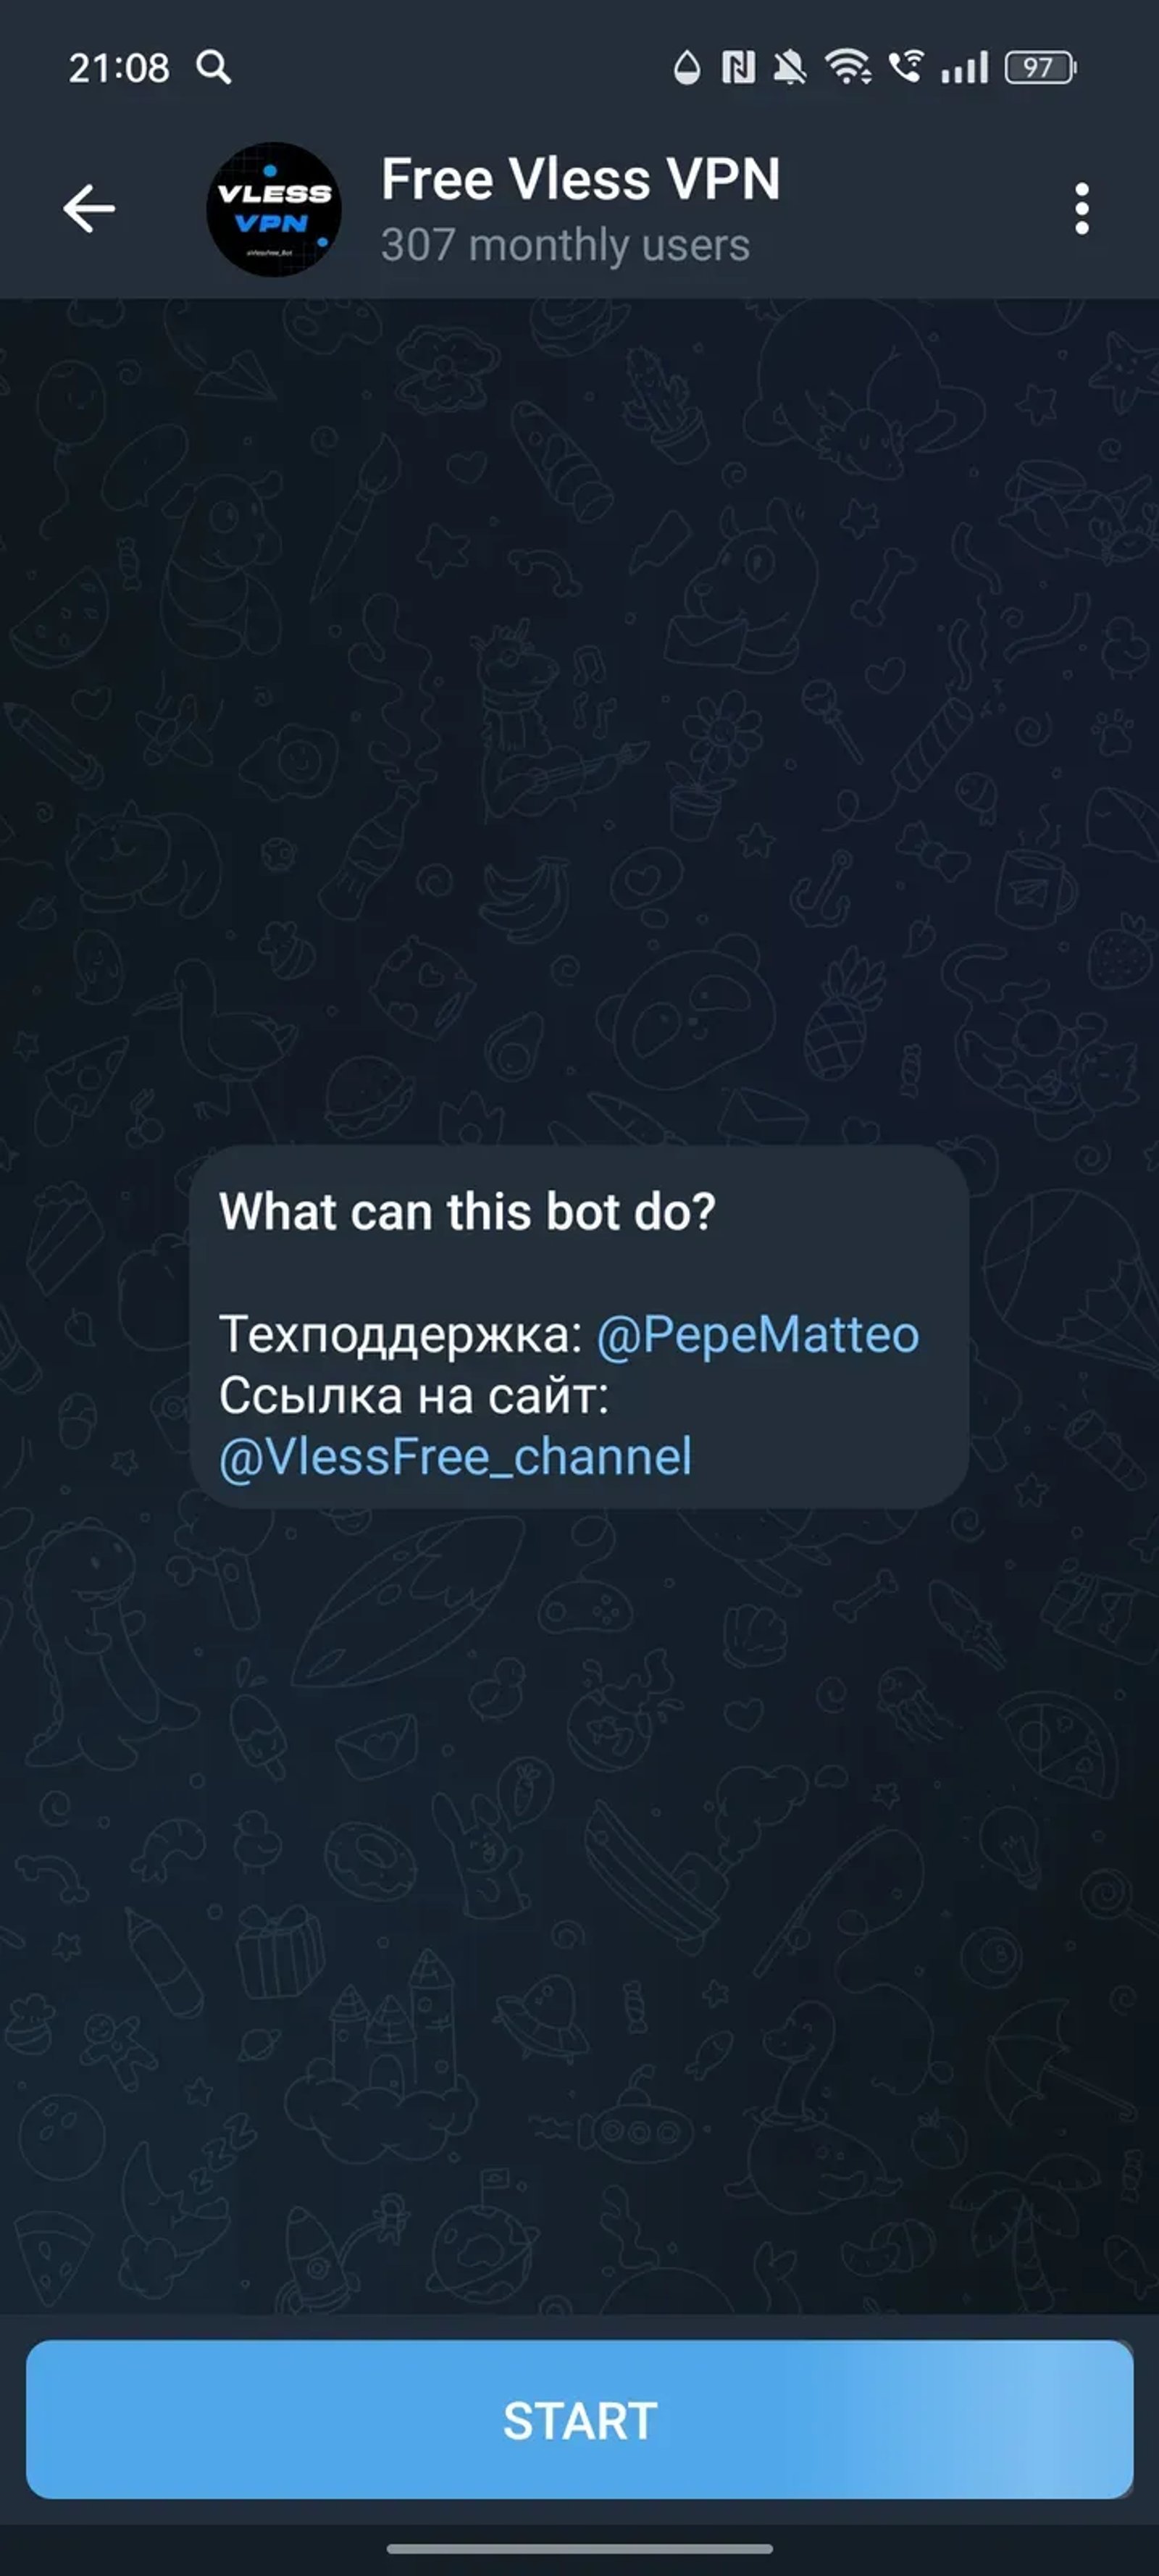 21:08
97
VLESS
VPN
Free Vless VPN
307 monthly users
What can this bot do?
Техподдержка: @PepeMatteo
Ссылка на сайт:
@VlessFree_channel
START